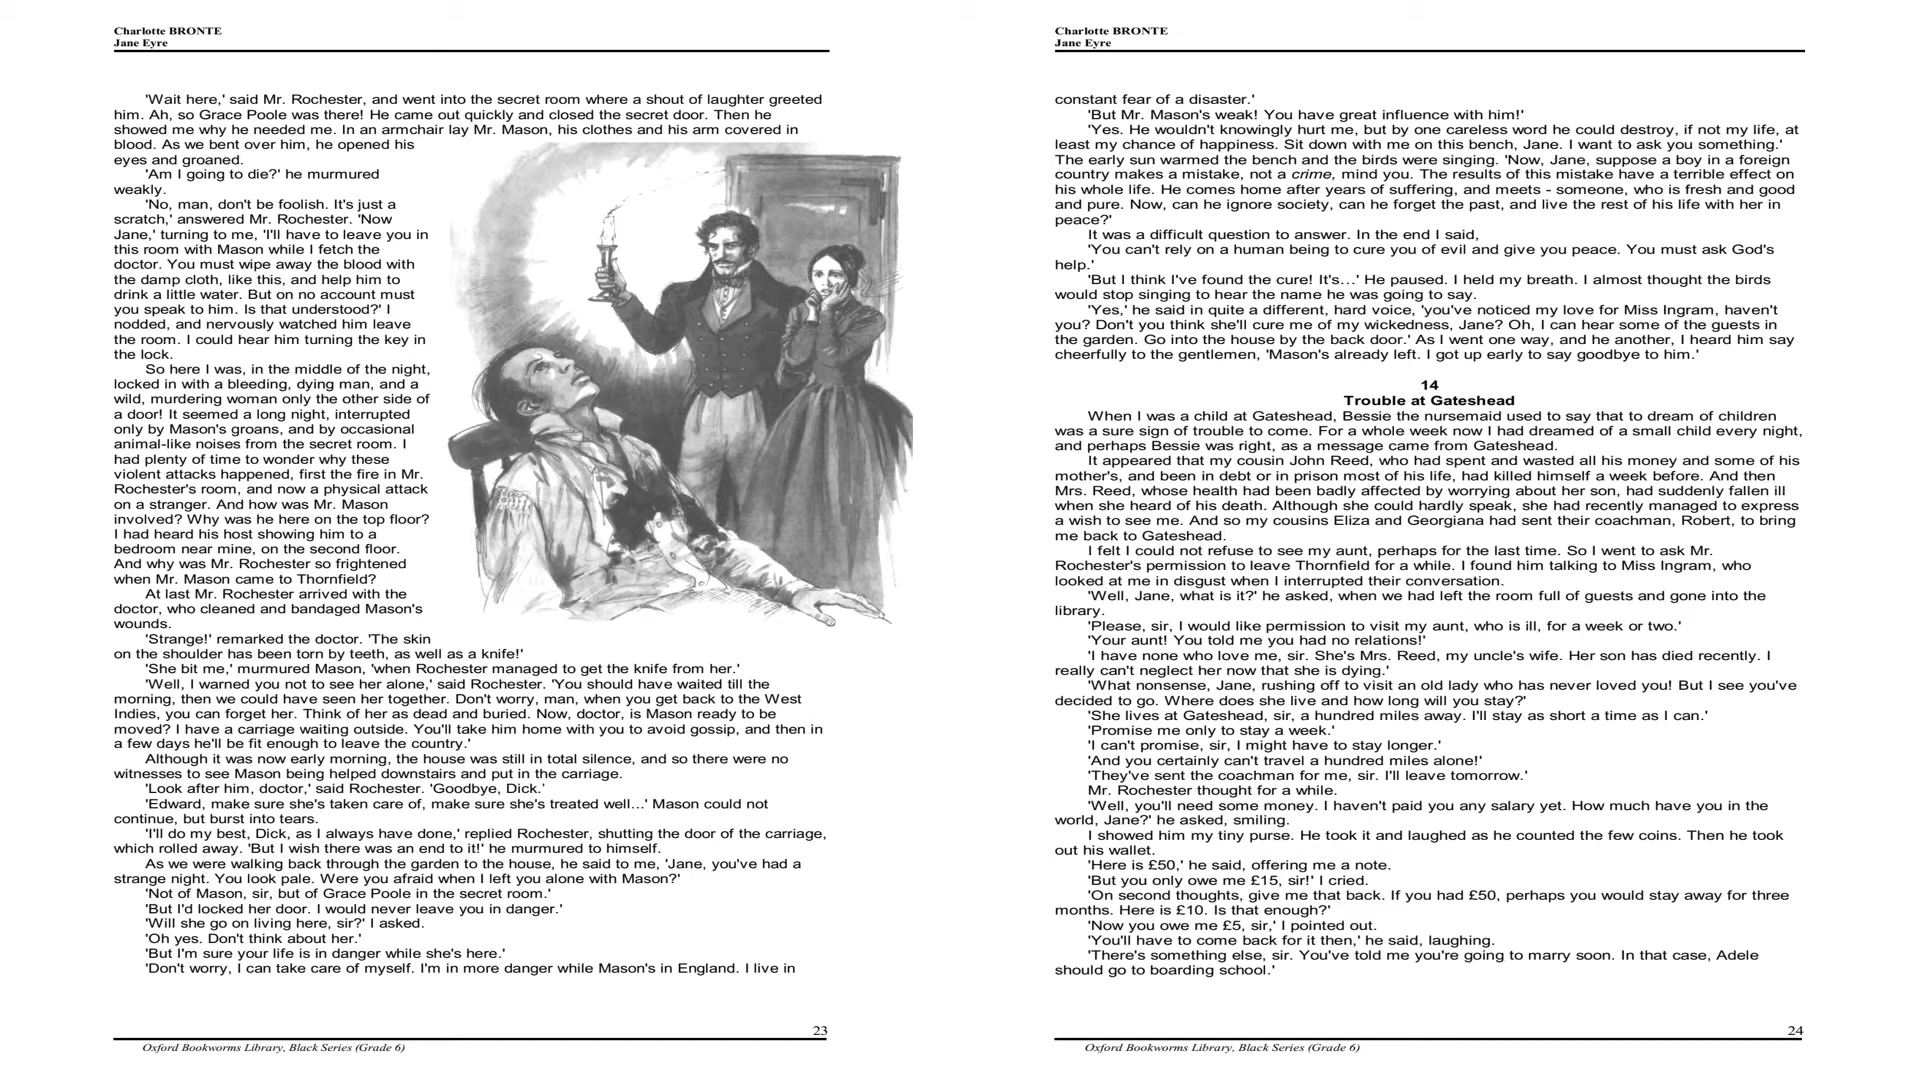 Charlotte BRONTE
Jane Eyre
'Wait here,' said Mr. Rochester, and went into the secret room where a shout of laughter greeted
him. Ah, so Grace Poole was there! He came out quickly and closed the secret door. Then he
showed me why he needed me. In an armchair lay Mr. Mason, his clothes and his arm covered in
blood. As we bent over him, he opened his
eyes and groaned.
'Am I going to die?' he murmured
weakly.
'No, man, don't be foolish. It's just a
scratch,' answered Mr. Rochester. 'Now
Jane,' turning to me, 'I'll have to leave you in
this room with Mason while I fetch the
doctor. You must wipe away the blood with
the damp cloth, like this, and help him to
drink a little water. But on no account must
you speak to him. Is that understood?' I
nodded, and nervously watched him leave
the room. I could hear him turning the key in
the lock.
So here I was, in the middle of the night,
locked in with a bleeding, dying man, and a
wild, murdering woman only the other side of
a door! It seemed a long night, interrupted
only by Mason's groans, and by occasional
animal-like noises from the secret room. I
had plenty of time to wonder why these
violent attacks happened, first the fire in Mr.
Rochester's room, and now a physical attack
on a stranger. And how was Mr. Mason
involved? Why was he here on the top floor?
I had heard his host showing him to a
bedroom near mine, on the second floor.
And why was Mr. Rochester so frightened
when Mr. Mason came to Thornfield?
At last Mr. Rochester arrived with the
doctor, who cleaned and bandaged Mason's
wounds.
'Strange!' remarked the doctor. 'The skin
on the shoulder has been torn by teeth, as well as a knife!'
'She bit me,' murmured Mason, 'when Rochester managed to get the knife from her.'
'Well, I warned you not to see her alone,' said Rochester. 'You should have waited till the
morning, then we could have seen her together. Don't worry, man, when you get back to the West
Indies, you can forget her. Think of her as dead and buried. Now, doctor, is Mason ready to be
moved? I have a carriage waiting outside. You'll take him home with you to avoid gossip, and then in
a few days he'll be fit enough to leave the country.'
Although it was now early morning, the house was still in total silence, and so there were no
witnesses to see Mason being helped downstairs and put in the carriage.
'Look after him, doctor,' said Rochester. 'Goodbye, Dick.'
'Edward, make sure she's taken care of, make sure she's treated well...' Mason could not
continue, but burst into tears.
'I'll do my best, Dick, as I always have done,' replied Rochester, shutting the door of the carriage,
which rolled away. 'But I wish there was an end to it!' he murmured to himself.
As we were walking back through the garden to the house, he said to me, 'Jane, you've had a
strange night. You look pale. Were you afraid when I left you alone with Mason?'
'Not of Mason, sir, but of Grace Poole in the secret room.'
'But I'd locked her door. I would never leave you in danger.'
'Will she go on living here, sir?' I asked.
'Oh yes. Don't think about her.'
'But I'm sure your life is in danger while she's here.'
'Don't worry, I can take care of myself. I'm in more danger while Mason's in England. I live in
23
Oxford Bookworms Library, Black Series (Grade 6)
Charlotte BRONTE
Jane Eyre
constant fear of a disaster.'
'But Mr. Mason's weak! You have great influence with him!'
'Yes. He wouldn't knowingly hurt me, but by one careless word he could destroy, if not my life, at
least my chance of happiness. Sit down with me on this bench, Jane. I want to ask you something.'
The early sun warmed the bench and the birds were singing. 'Now, Jane, suppose a boy in a foreign
country makes a mistake, not a crime, mind you. The results of this mistake have a terrible effect on
his whole life. He comes home after years of suffering, and meets - someone, who is fresh and good
and pure. Now, can he ignore society, can he forget the past, and live the rest of his life with her in
peace?'
It was a difficult question to answer. In the end I said,
'You can't rely on a human being to cure you of evil and give you peace. You must ask God's
help.'
'But I think I've found the cure! It's...' He paused. I held my breath. I almost thought the birds
would stop singing to hear the name he was going to say.
'Yes,' he said in quite a different, hard voice, 'you've noticed my love for Miss Ingram, haven't
you? Don't you think she'll cure me of my wickedness, Jane? Oh, I can hear some of the guests in
the garden. Go into the house by the back door.' As I went one way, and he another, I heard him say
cheerfully to the gentlemen, 'Mason's already left. I got up early to say goodbye to him.'
14
Trouble at Gateshead
When I was a child at Gateshead, Bessie the nursemaid used to say that to dream of children
was a sure sign of trouble to come. For a whole week now I had dreamed of a small child every night,
and perhaps Bessie was right, as a message came from Gateshead.
It appeared that my cousin John Reed, who had spent and wasted all his money and some of his
mother's, and been in debt or in prison most of his life, had killed himself a week before. And then
Mrs. Reed, whose health had been badly affected by worrying about her son, had suddenly fallen ill
when she heard of his death. Although she could hardly speak, she had recently managed to express
a wish to see me. And so my cousins Eliza and Georgiana had sent their coachman, Robert, to bring
me back to Gateshead.
I felt I could not refuse to see my aunt, perhaps for the last time. So I went to ask Mr.
Rochester's permission to leave Thornfield for a while. I found him talking to Miss Ingram, who
looked at me in disgust when I interrupted their conversation.
'Well, Jane, what is it?' he asked, when we had left the room full of guests and gone into the
library.
'Please, sir, I would like permission to visit my aunt, who is ill, for a week or two.'
'Your aunt! You told me you had no relations!'
'I have none who love me, sir. She's Mrs. Reed, my uncle's wife. Her son has died recently. I
really can't neglect her now that she is dying.'
'What nonsense, Jane, rushing off to visit an old lady who has never loved you! But I see you've
decided to go. Where does she live and how long will you stay?'
'She lives at Gateshead, sir, a hundred miles away. I'll stay as short a time as I can.'
'Promise me only to stay a week.'
'I can't promise, sir, I might have to stay longer.'
'And you certainly can't travel a hundred miles alone!'
'They've sent the coachman for me, sir. I'll leave tomorrow.'
Mr. Rochester thought for a while.
'Well, you'll need some money. I haven't paid you any salary yet. How much have you in the
world, Jane?' he asked, smiling.
I showed him my tiny purse. He took it and laughed as he counted the few coins. Then he took
out his wallet.
'Here is £50,' he said, offering me a note.
'But you only owe me £15, sir!' I cried.
'On second thoughts, give me that back. If you had £50, perhaps you would stay away for three
months. Here is £10. Is that enough?'
'Now you owe me £5, sir,' I pointed out.
'You'll have to come back for it then,' he said, laughing.
'There's something else, sir. You've told me you're going to marry soon. In that case, Adele
should go to boarding school.'
24
Oxford Bookworms Library, Black Series (Grade 6)